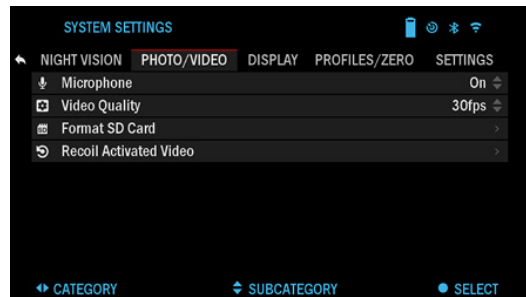 SYSTEM SETTINGS
NIGHT VISION PHOTO/VIDEO DISPLAY PROFILES/ZERO SETTINGS
Microphone On
Video Quality 30fps
Format SD Card
Recoil Activated Video
CATEGORY SUBCATEGORY SELECT